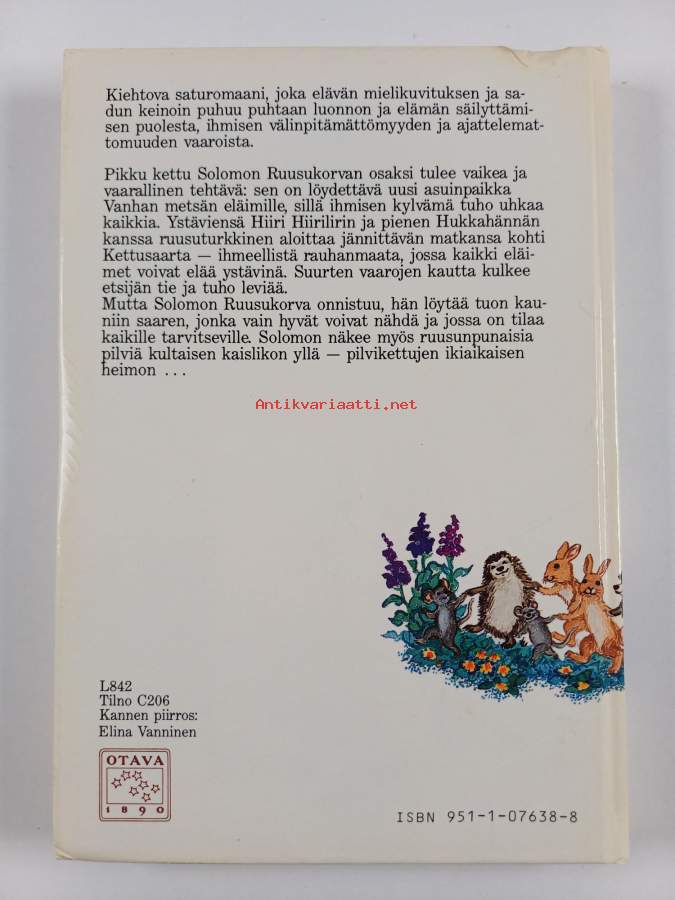 Kiehtova saturomaani, joka elävän mielikuvituksen ja sa-
dun keinoin puhuu puhtaan luonnon ja elämän säilyttämi-
sen puolesta, ihmisen välinpitämättömyyden ja ajattelemat-
tomuuden vaaroista.
Pikku kettu Solomon Ruusukorvan osaksi tulee vaikea ja
vaarallinen tehtävä: sen on löydettävä uusi asuinpaikka
Vanhan metsän eläimille, sillä ihmisen kylvämä tuho uhkaa
kaikkia. Ystäviensä Hiiri Hiirilirin ja pienen Hukkahännän
kanssa ruusuturkkinen aloittaa jännittävän matkansa kohti
Kettusaarta — ihmeellistä rauhanmaata, jossa kaikki eläi-
met voivat elää ystävinä. Suurten vaarojen kautta kulkee
etsijän tie ja tuho leviää.
Mutta Solomon Ruusukorva onnistuu, hän löytää tuon kau-
niin saaren, jonka vain hyvät voivat nähdä ja jossa on tilaa
kaikille tarvitseville. Solomon näkee myös ruusunpunaisia
pilviä kultaisen kaislikon yllä — pilvikettujen ikiaikaisen
heimon . . .
Antikvariaatti.net
L842
Tilno C206
Kannen piirros:
Elina Vanninen
OTAVA
1890
ISBN 951-1-07638-8